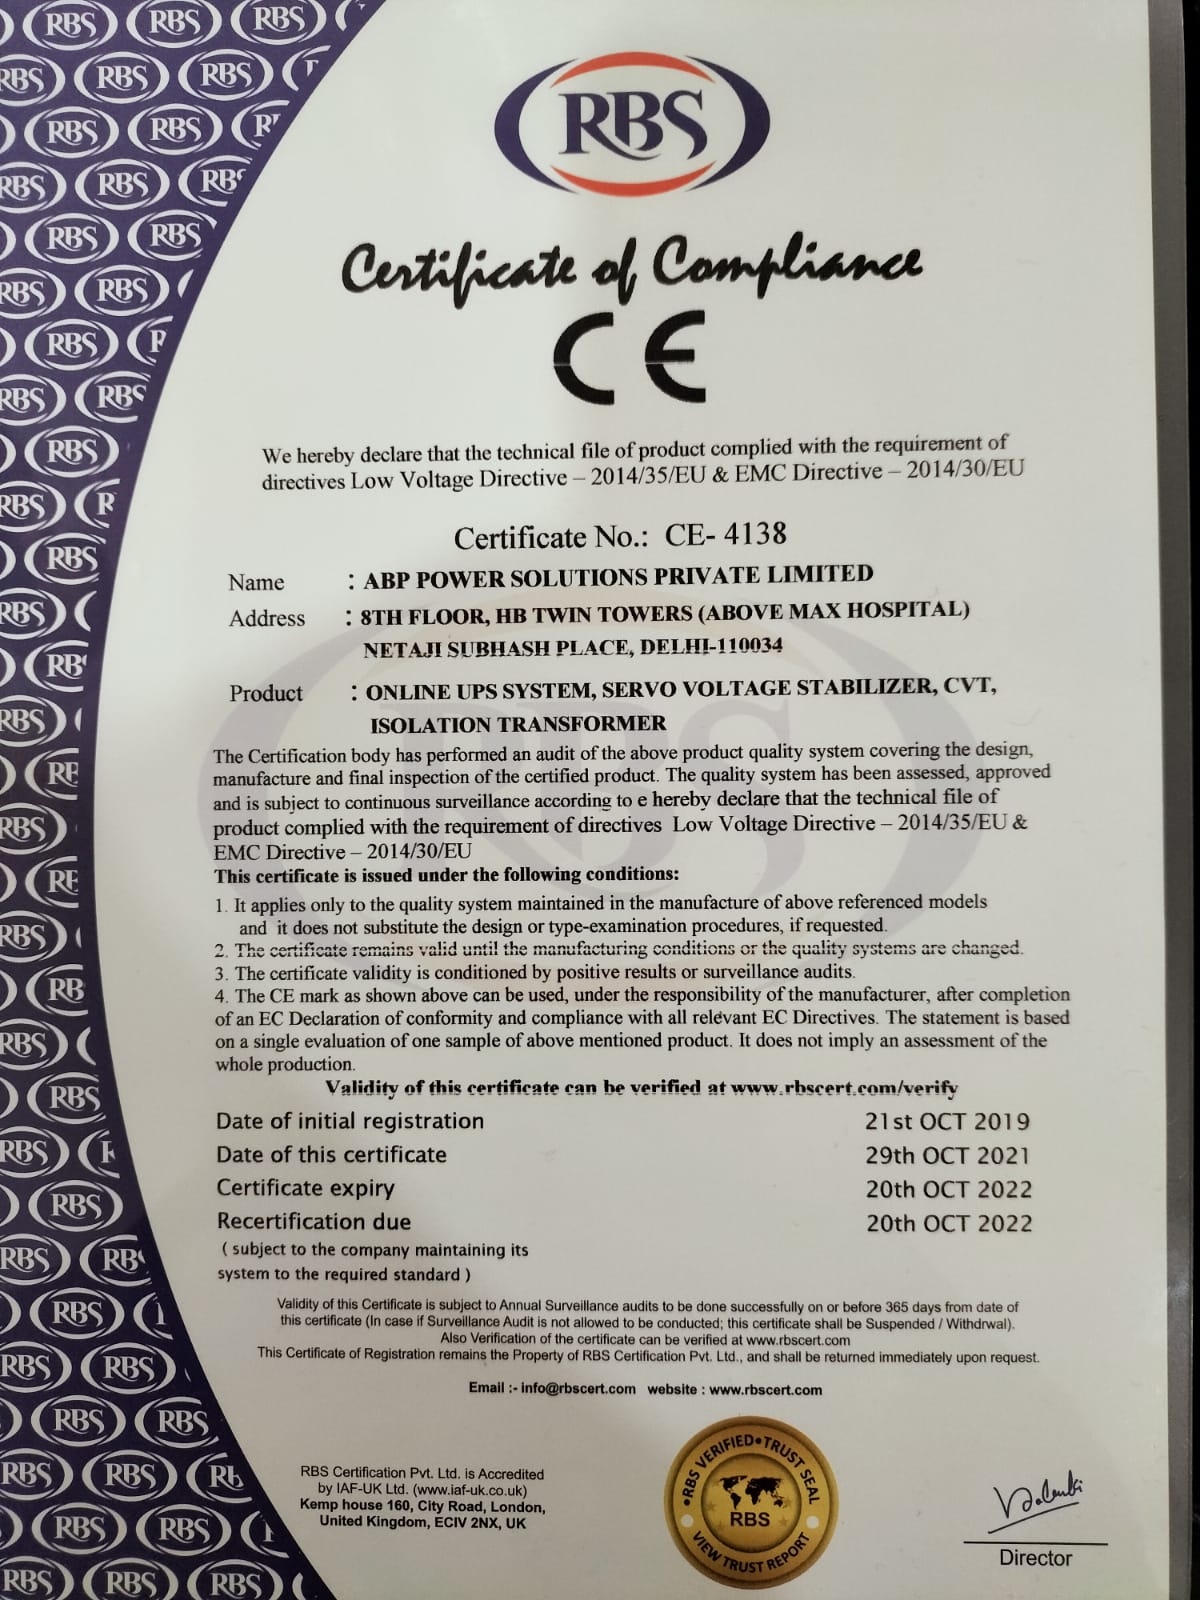 RBS
Certificate of Compliance
CE
We hereby declare that the technical file of product complied with the requirement of
directives Low Voltage Directive – 2014/35/EU & EMC Directive – 2014/30/EU
Certificate No.: CE- 4138
Name : ABP POWER SOLUTIONS PRIVATE LIMITED
Address : 8TH FLOOR, HB TWIN TOWERS (ABOVE MAX HOSPITAL)
NETAJI SUBHASH PLACE, DELHI-110034
Product : ONLINE UPS SYSTEM, SERVO VOLTAGE STABILIZER, CVT,
ISOLATION TRANSFORMER
The Certification body has performed an audit of the above product quality system covering the design,
manufacture and final inspection of the certified product. The quality system has been assessed, approved
and is subject to continuous surveillance according to e hereby declare that the technical file of
product complied with the requirement of directives Low Voltage Directive – 2014/35/EU &
EMC Directive – 2014/30/EU
This certificate is issued under the following conditions:
1. It applies only to the quality system maintained in the manufacture of above referenced models
and it does not substitute the design or type-examination procedures, if requested.
2. The certificate remains valid until the manufacturing conditions or the quality systems are changed.
3. The certificate validity is conditioned by positive results or surveillance audits.
4. The CE mark as shown above can be used, under the responsibility of the manufacturer, after completion
of an EC Declaration of conformity and compliance with all relevant EC Directives. The statement is based
on a single evaluation of one sample of above mentioned product. It does not imply an assessment of the
whole production.
Validity of this certificate can be verified at www.rbscert.com/verify
Date of initial registration 21st OCT 2019
Date of this certificate 29th OCT 2021
Certificate expiry 20th OCT 2022
Recertification due 20th OCT 2022
( subject to the company maintaining its
system to the required standard )
Validity of this Certificate is subject to Annual Surveillance audits to be done successfully on or before 365 days from date of
this certificate (In case if Surveillance Audit is not allowed to be conducted; this certificate shall be Suspended / Withdrwal).
Also Verification of the certificate can be verified at www.rbscert.com
This Certificate of Registration remains the Property of RBS Certification Pvt. Ltd., and shall be returned immediately upon request.
Email :- info@rbscert.com website : www.rbscert.com
RBS Certification Pvt. Ltd. is Accredited
by IAF-UK Ltd. (www.iaf-uk.co.uk)
Kemp house 160, City Road, London,
United Kingdom, ECIV 2NX, UK
RBS VERIFIED • TRUST SEAL
RBS
VIEW TRUST REPORT
Director